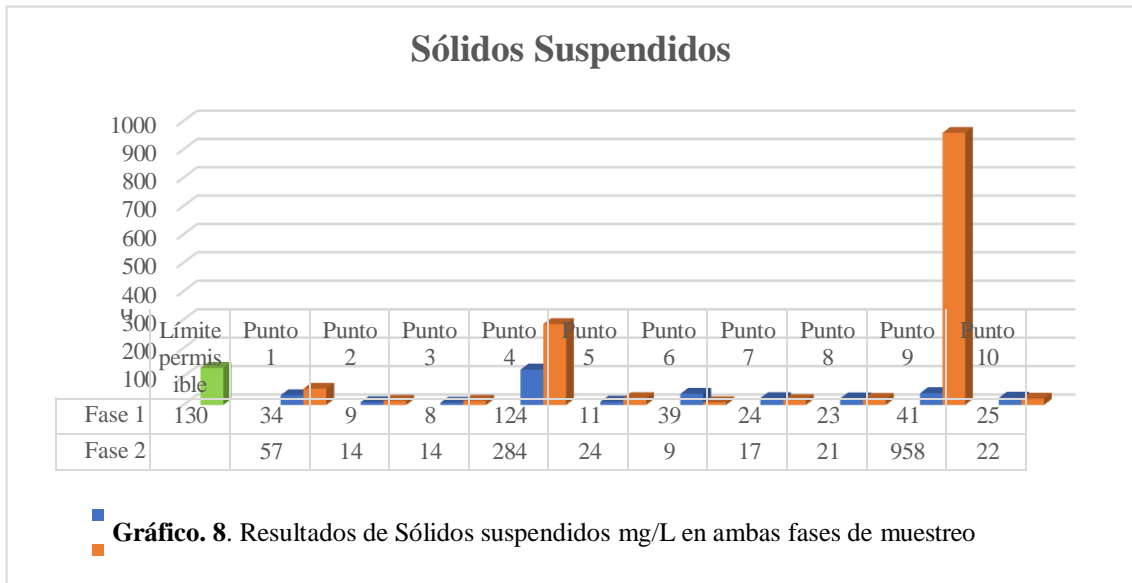 Sólidos Suspendidos
1000
900
800
700
600
500
400
300
200
100
0
Límite permis ible
Punto 1
Punto 2
Punto 3
Punto 4
Punto 5
Punto 6
Punto 7
Punto 8
Punto 9
Punto 10
Fase 1 130 34 9 8 124 11 39 24 23 41 25
Fase 2 57 14 14 284 24 9 17 21 958 22
Gráfico. 8. Resultados de Sólidos suspendidos mg/L en ambas fases de muestreo